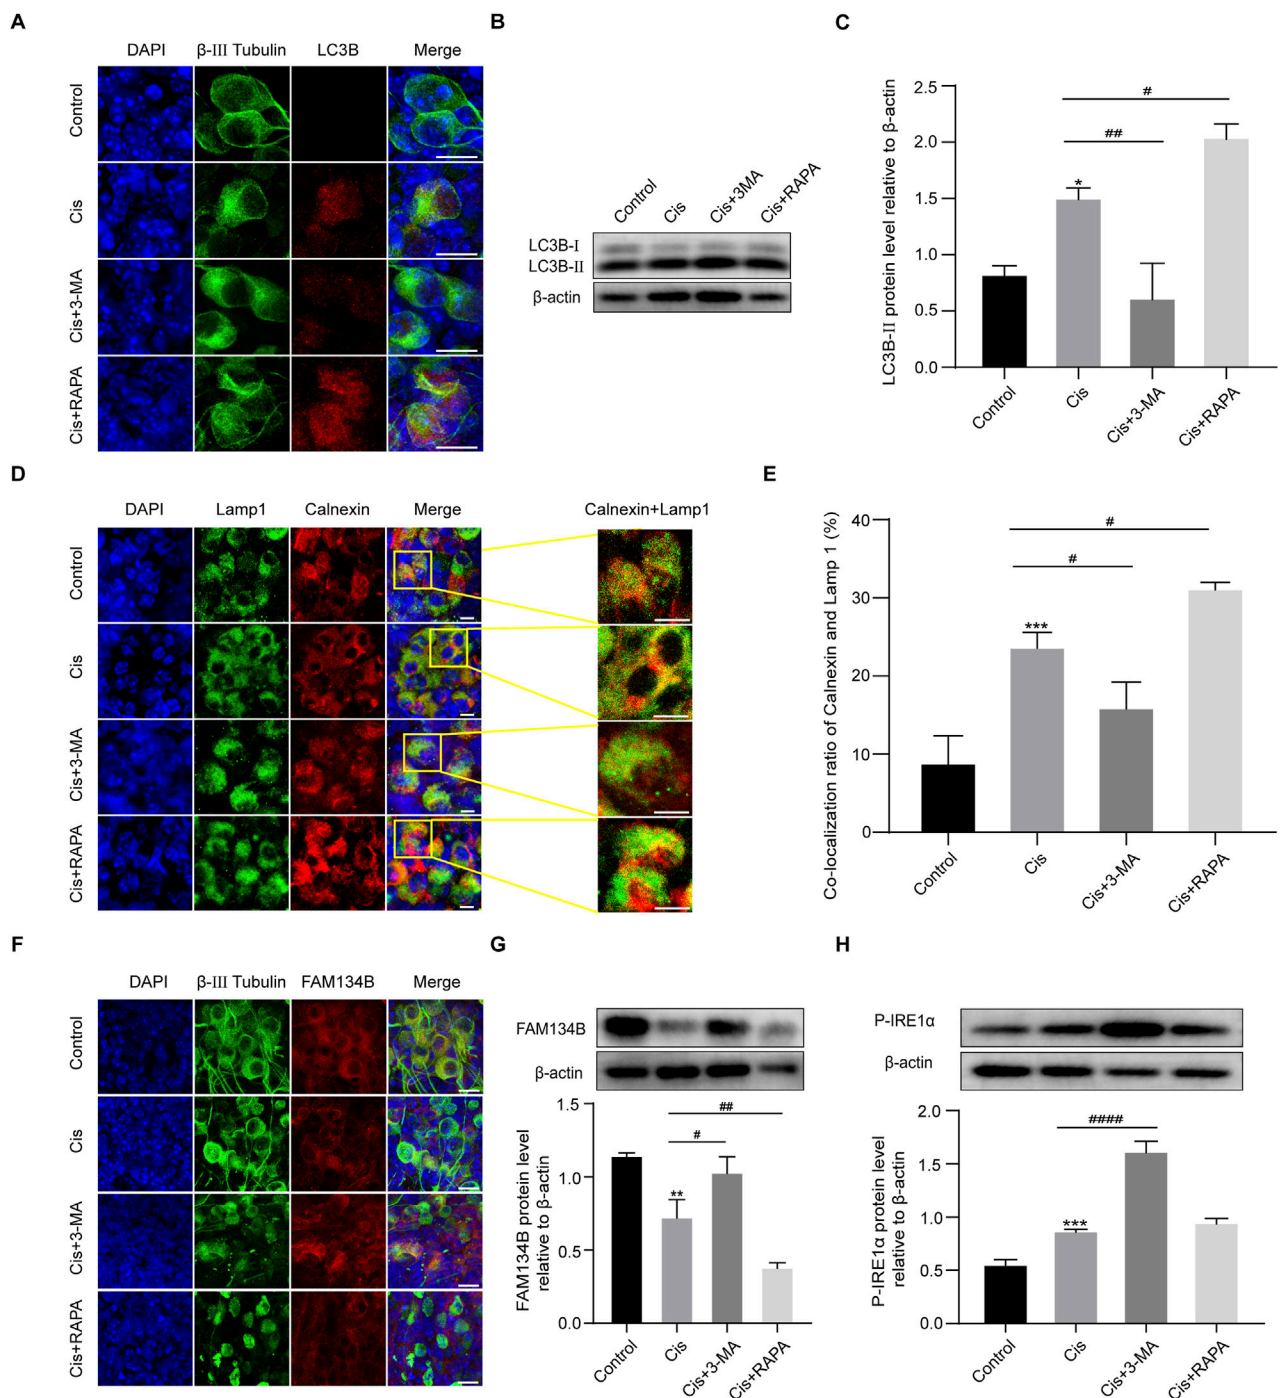 A
DAPI β-III Tubulin LC3B Merge
Control
Cis
Cis+3-MA
Cis+RAPA
B
Control Cis Cis+3MA Cis+RAPA
LC3B-I
LC3B-II
β-actin
C
LC3B-II protein level relative to β-actin
2.5
2.0
1.5
1.0
0.5
0.0
#
##
*
Control Cis Cis+3-MA Cis+RAPA
D
DAPI Lamp1 Calnexin Merge Calnexin+Lamp1
Control
Cis
Cis+3-MA
Cis+RAPA
E
Co-localization ratio of Calnexin and Lamp 1 (%)
40
30
20
10
0
#
#
***
Control Cis Cis+3-MA Cis+RAPA
F
DAPI β-III Tubulin FAM134B Merge
Control
Cis
Cis+3-MA
Cis+RAPA
G
FAM134B
β-actin
FAM134B protein level
relative to β-actin
1.5
1.0
0.5
0.0
##
#
**
Control Cis Cis+3-MA Cis+RAPA
H
P-IRE1α
β-actin
P-IRE1α protein level
relative to β-actin
2.0
1.5
1.0
0.5
0.0
####
***
Control Cis Cis+3-MA Cis+RAPA